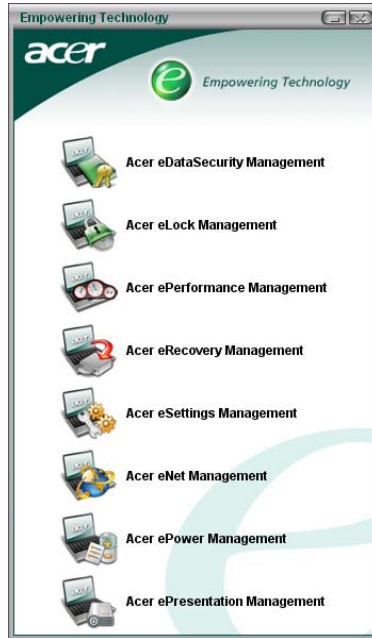 Empowering Technology
acer
e Empowering Technology
Acer eDataSecurity Management
Acer eLock Management
Acer ePerformance Management
Acer eRecovery Management
Acer eSettings Management
Acer eNet Management
Acer ePower Management
Acer ePresentation Management